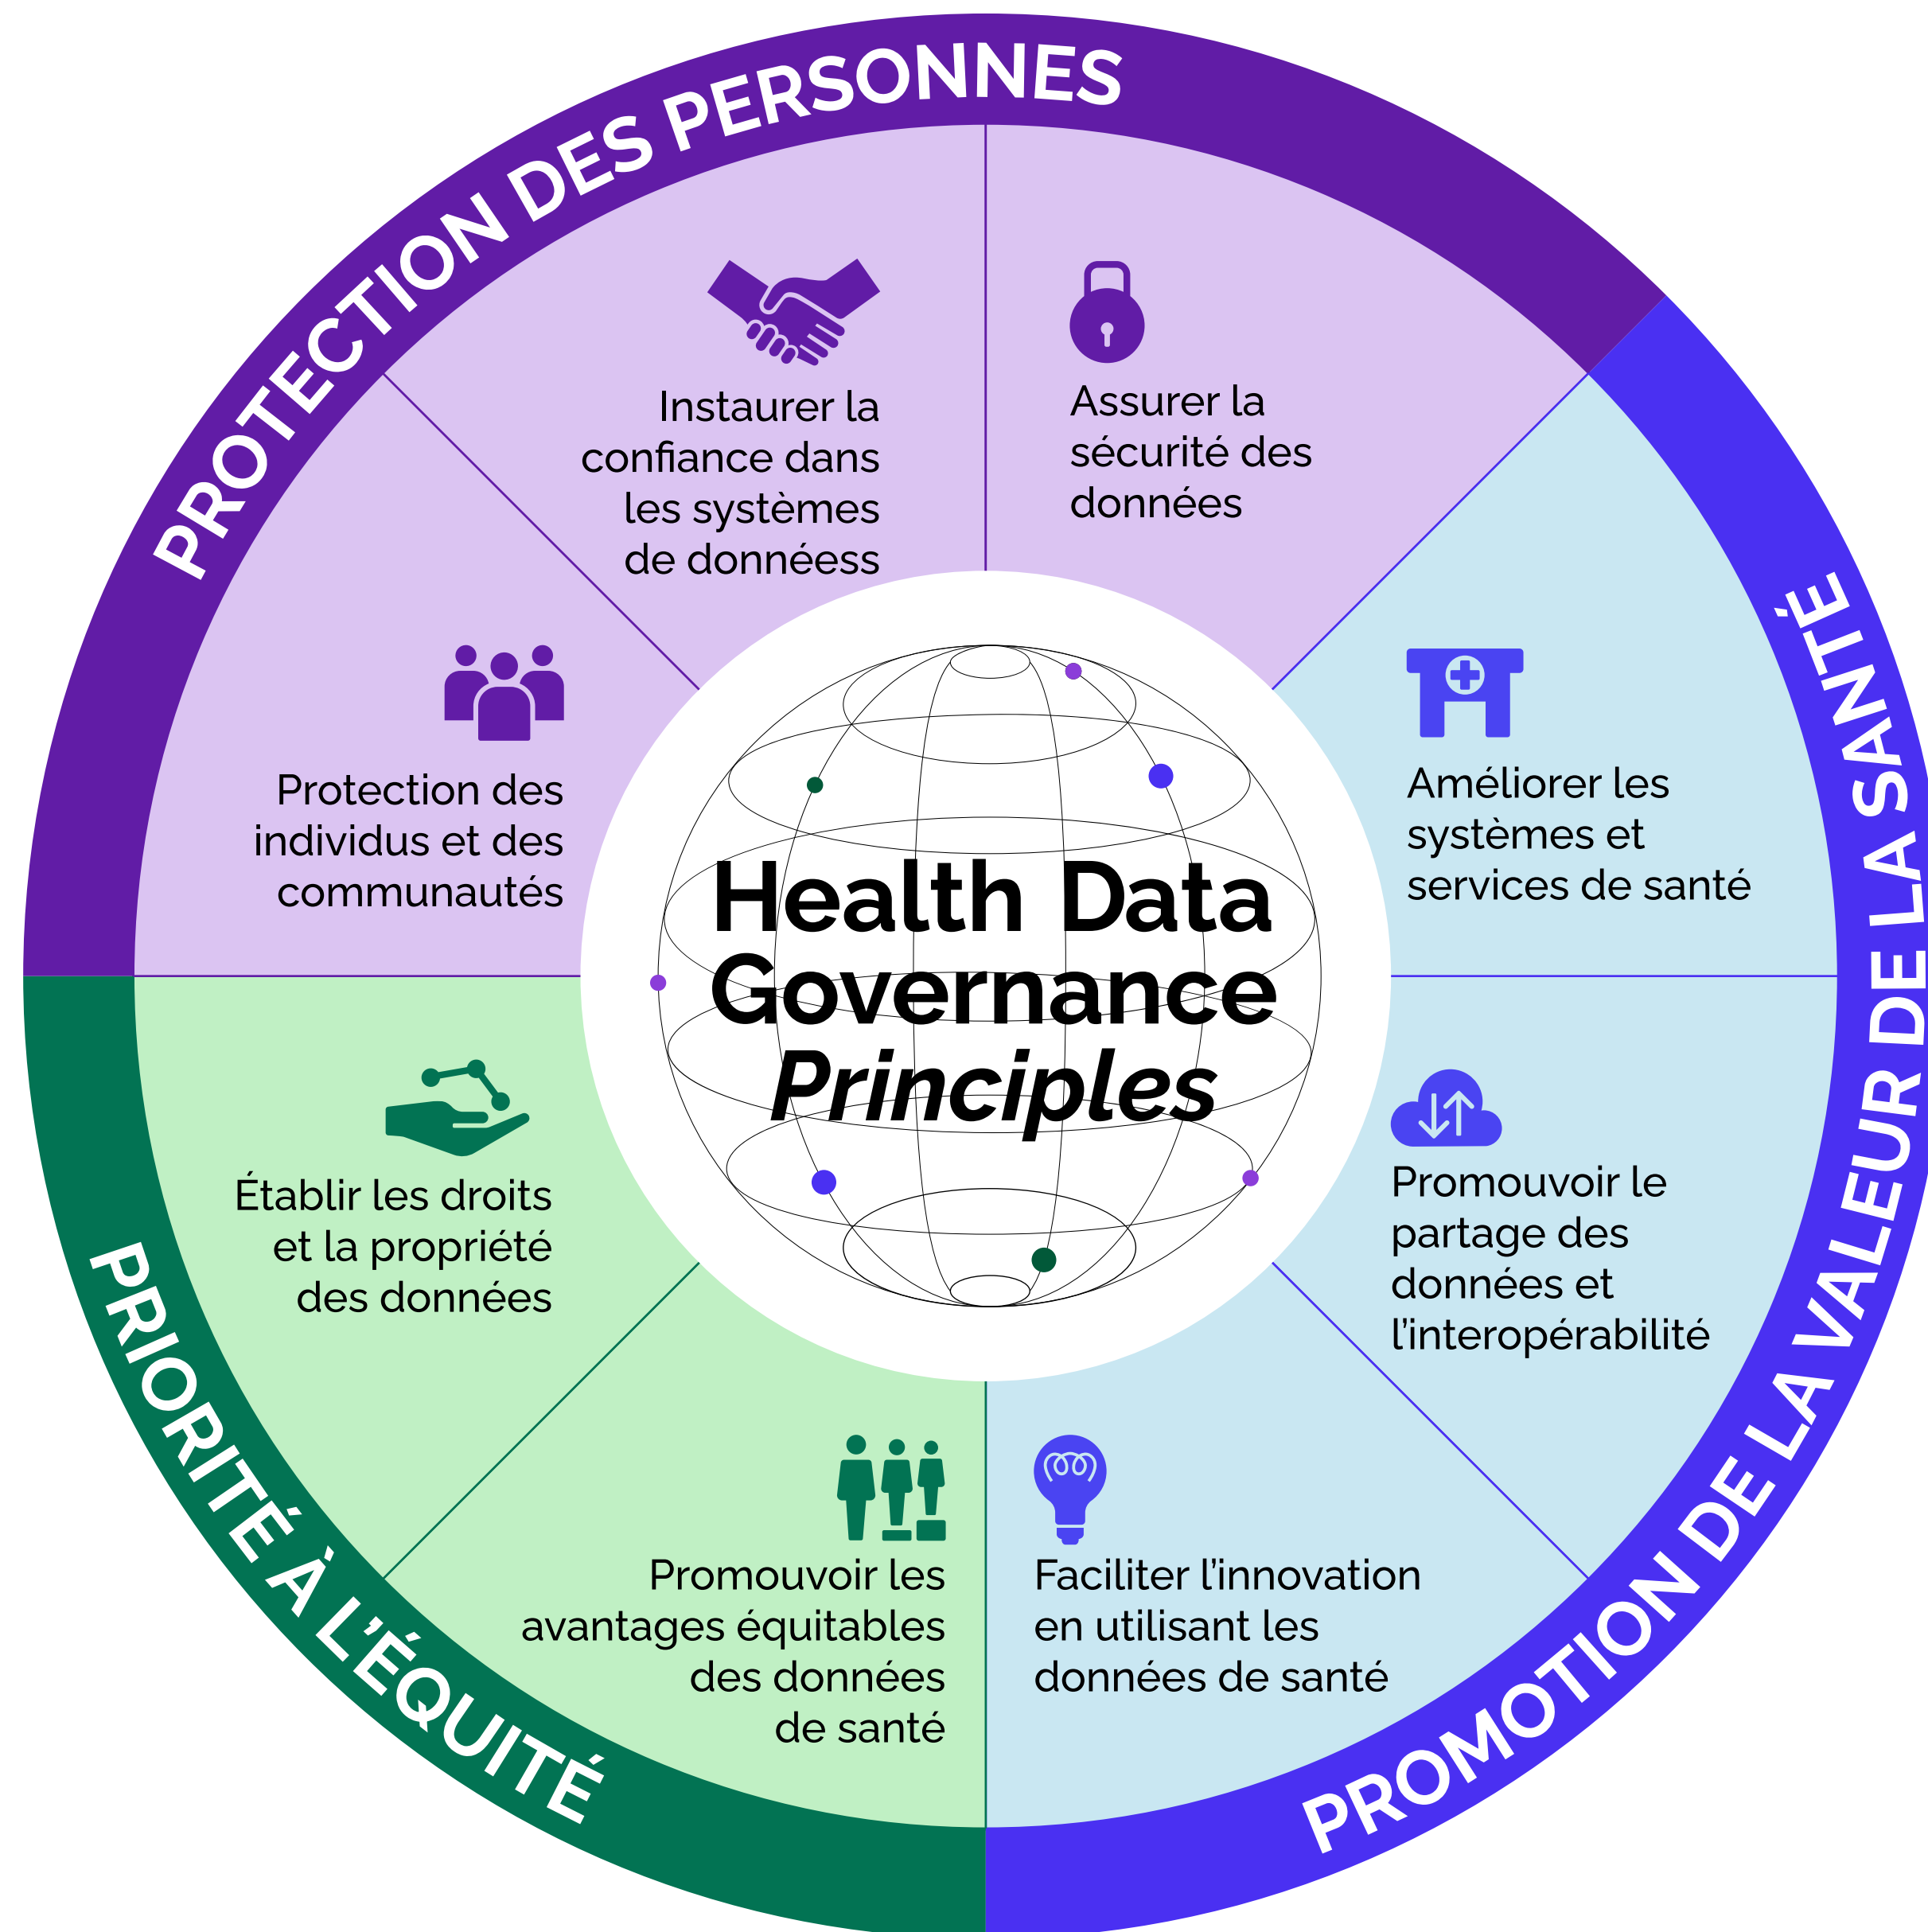 PROTECTION DES PERSONNES
Instaurer la
confiance dans
les systèmes
de donnéess
Assurer la
sécurité des
données
Protection des
individus et des
communautés
PROMOTION DE LA VALEUR DE LA SANTÉ
Améliorer les
systèmes et
services de santé
Promouvoir le
partage des
données et
l'interopérabilité
Faciliter l'innovation
en utilisant les
données de santé
PRIORITÉ À L'ÉQUITÉ
Établir les droits
et la propriété
des données
Promouvoir les
avantages équitables
des données
de santé
Health Data
Governance
Principles